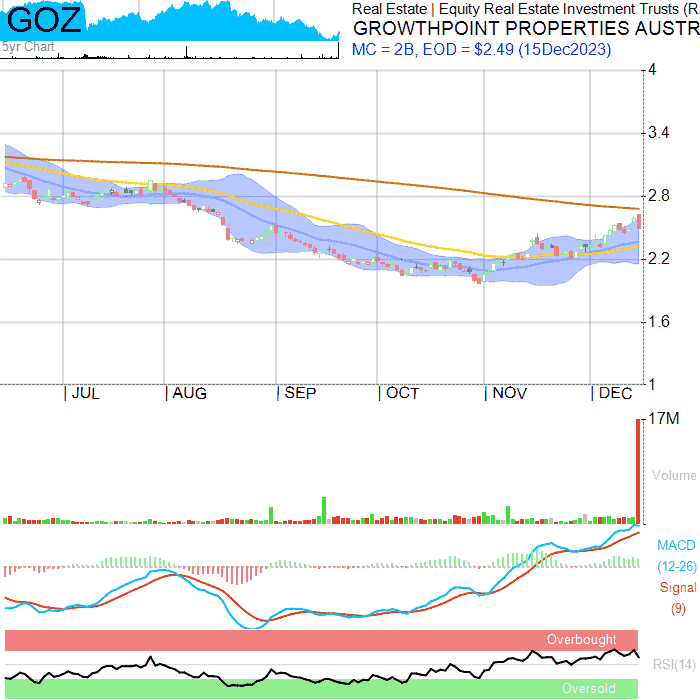 GOZ
5yr Chart
Real Estate | Equity Real Estate Investment Trusts (R
GROWTHPOINT PROPERTIES AUSTR
MC = 2B, EOD = $2.49 (15Dec2023)
4
3.4
2.8
2.2
1.6
1
JUL AUG SEP OCT NOV DEC
17M
Volume
MACD
(12-26)
Signal
(9)
Overbought
RSI(14)
Oversold